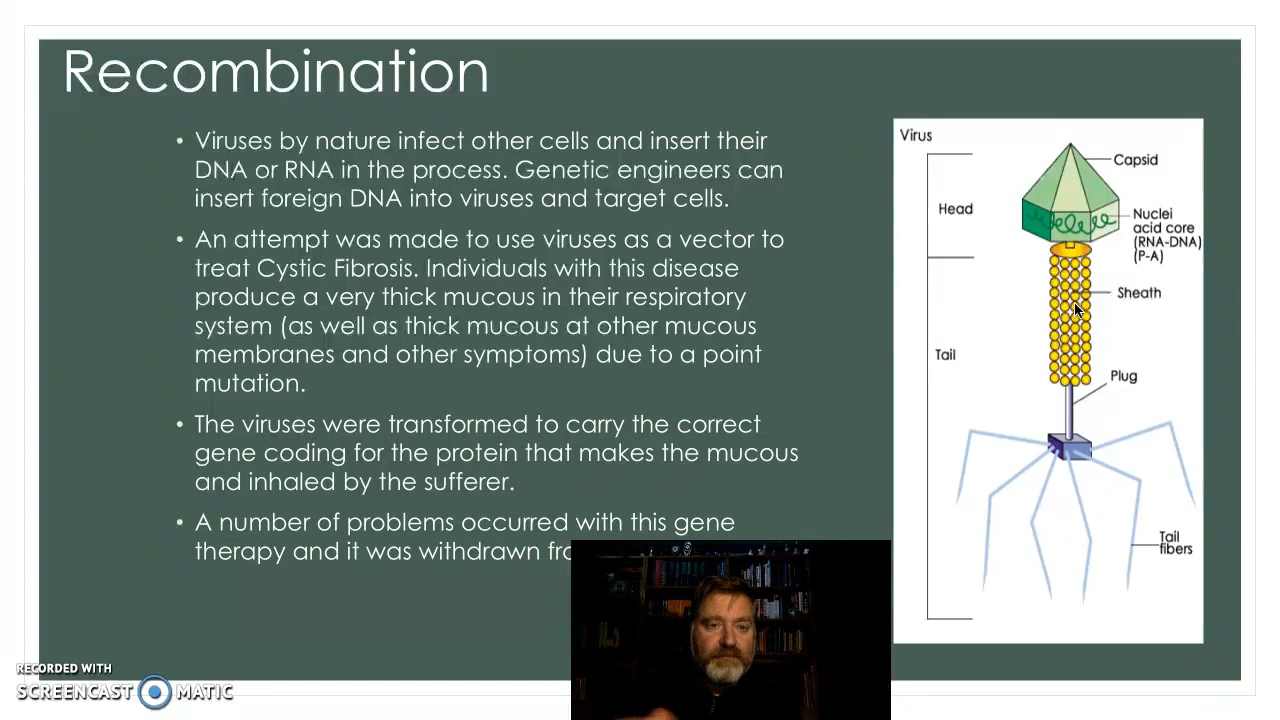 Recombination
• Viruses by nature infect other cells and insert their
DNA or RNA in the process. Genetic engineers can
insert foreign DNA into viruses and target cells.
• An attempt was made to use viruses as a vector to
treat Cystic Fibrosis. Individuals with this disease
produce a very thick mucous in their respiratory
system (as well as thick mucous at other mucous
membranes and other symptoms) due to a point
mutation.
• The viruses were transformed to carry the correct
gene coding for the protein that makes the mucous
and inhaled by the sufferer.
• A number of problems occurred with this gene
therapy and it was withdrawn
Virus
Capsid
Head
Nuclei
acid core
(RNA-DNA)
(P-A)
Sheath
Tail
Plug
Tail
fibers
RECORDED WITH
SCREENCAST MATIC